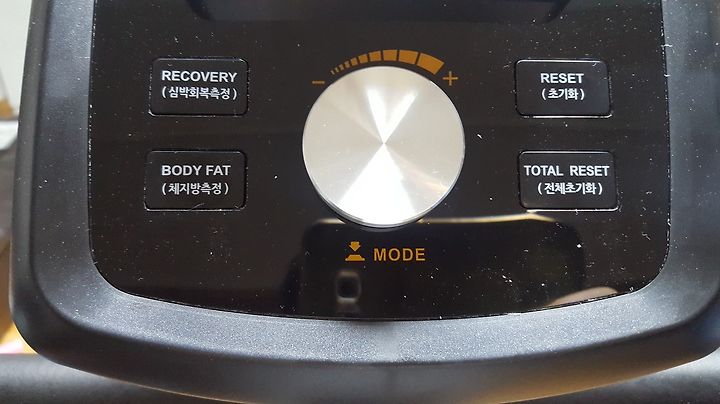 RECOVERY
(심박회복측정)
BODY FAT
(체지방측정)
− +
MODE
RESET
(초기화)
TOTAL RESET
(전체초기화)